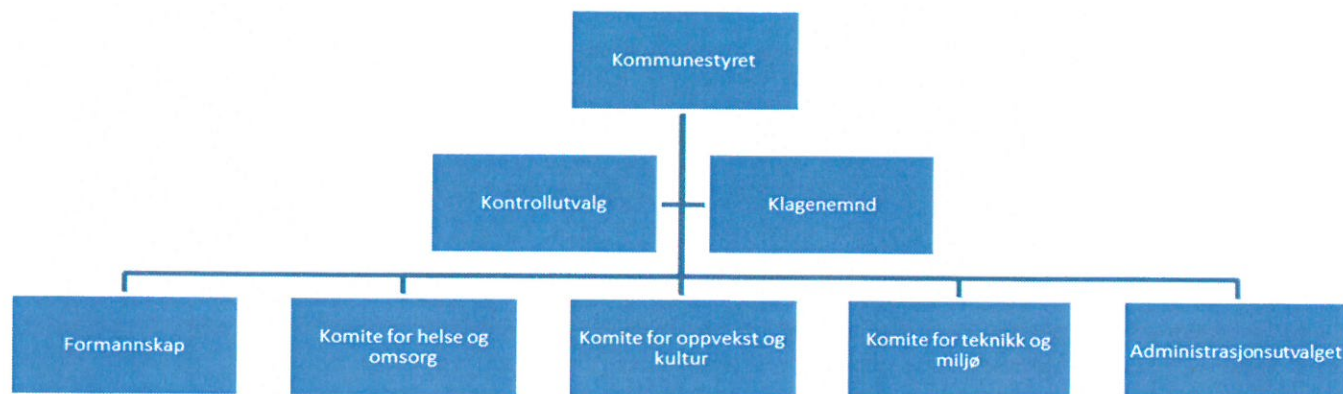 Kommunestyret
Kontrollutvalg
Klagenemnd
Formannskap
Komite for helse og
omsorg
Komite for oppvekst og
kultur
Komite for teknikk og
miljø
Administrasjonsutvalget